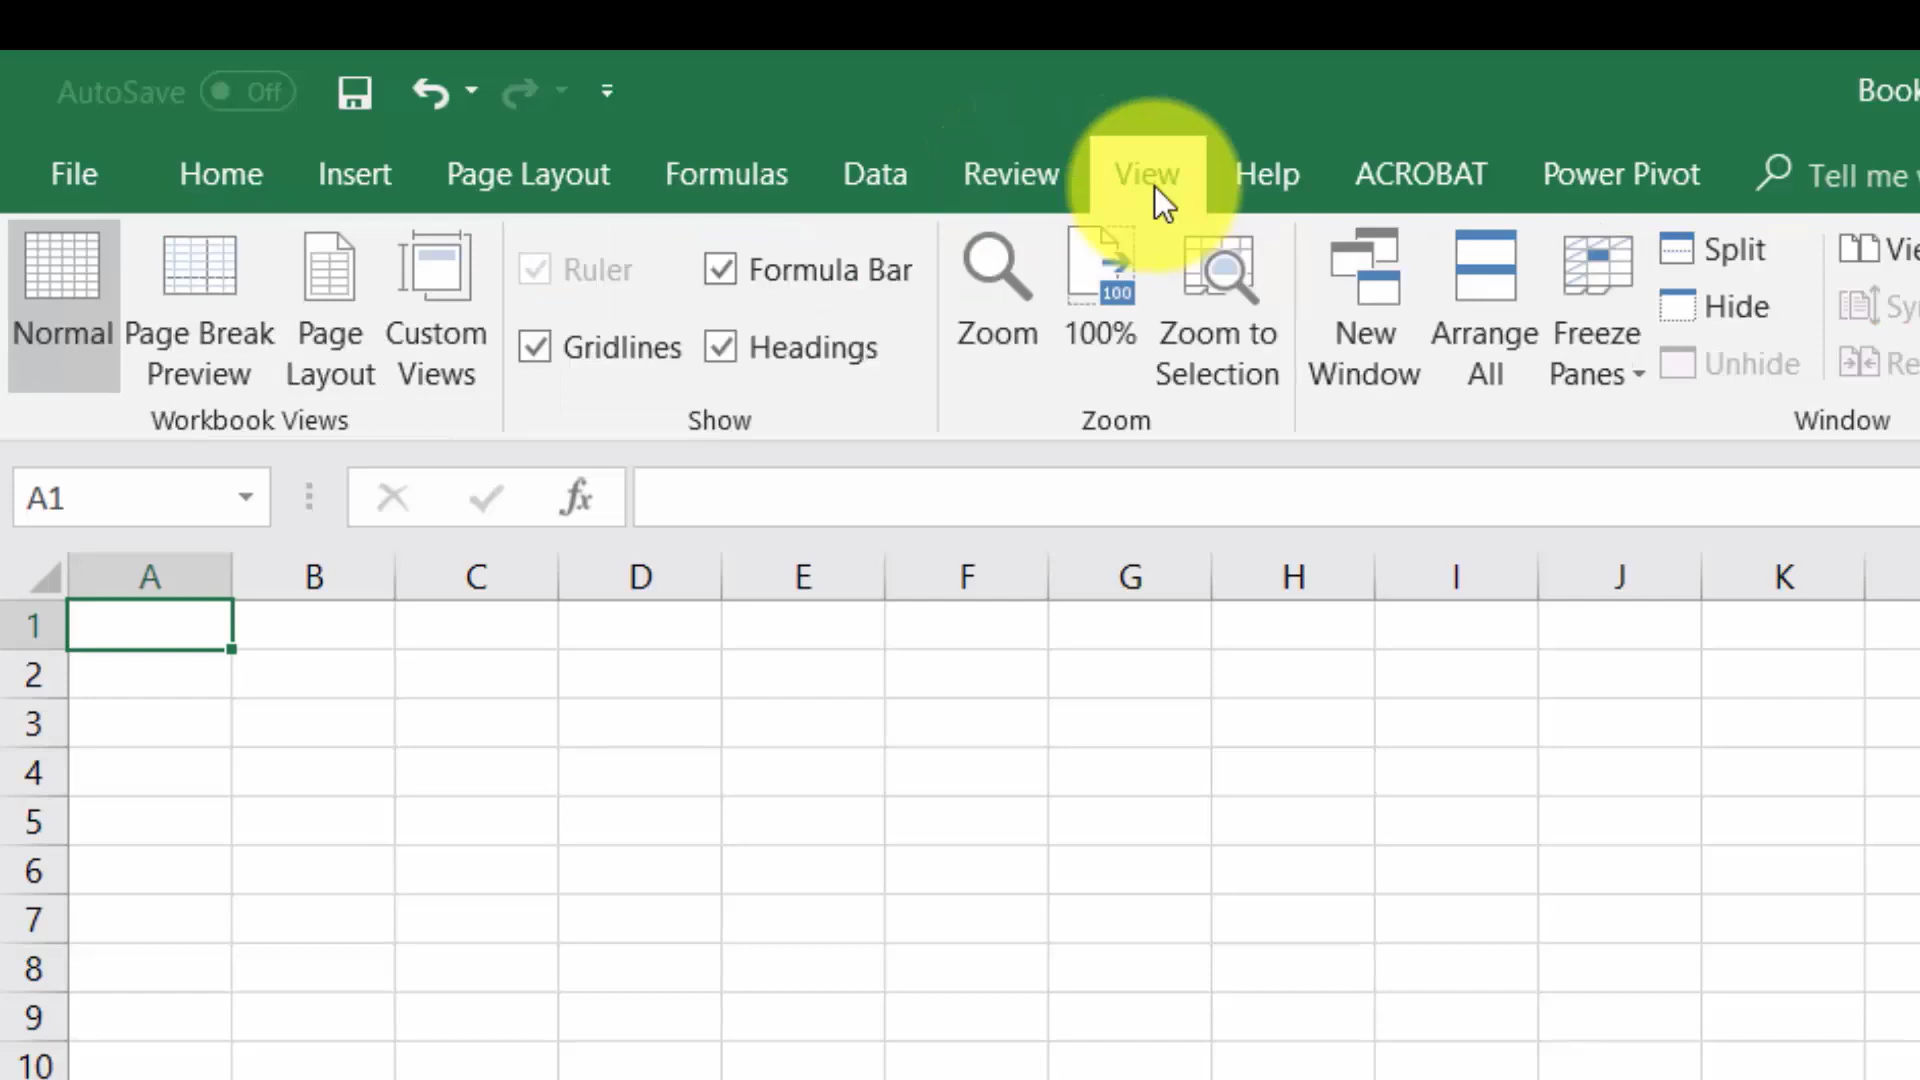 AutoSave Off
Book
File Home Insert Page Layout Formulas Data Review View Help ACROBAT Power Pivot Tell me
Normal Page Break Preview Page Layout Custom Views
Ruler Formula Bar
Gridlines Headings
Zoom 100% Zoom to Selection
100
New Window Arrange All Freeze Panes
Split
Hide
Unhide
Workbook Views Show Zoom Window
A1 fx
A B C D E F G H I J K
1
2
3
4
5
6
7
8
9
10